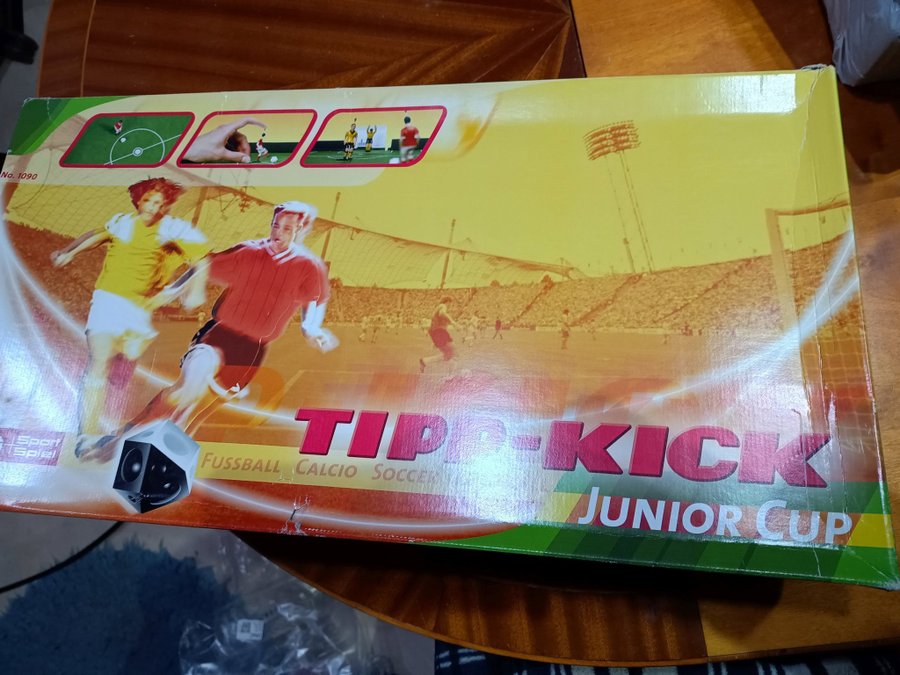 No. 1090
TIPP-KICK
Sport
Spiel
FUSSBALL CALCIO SOCCER
JUNIOR CUP